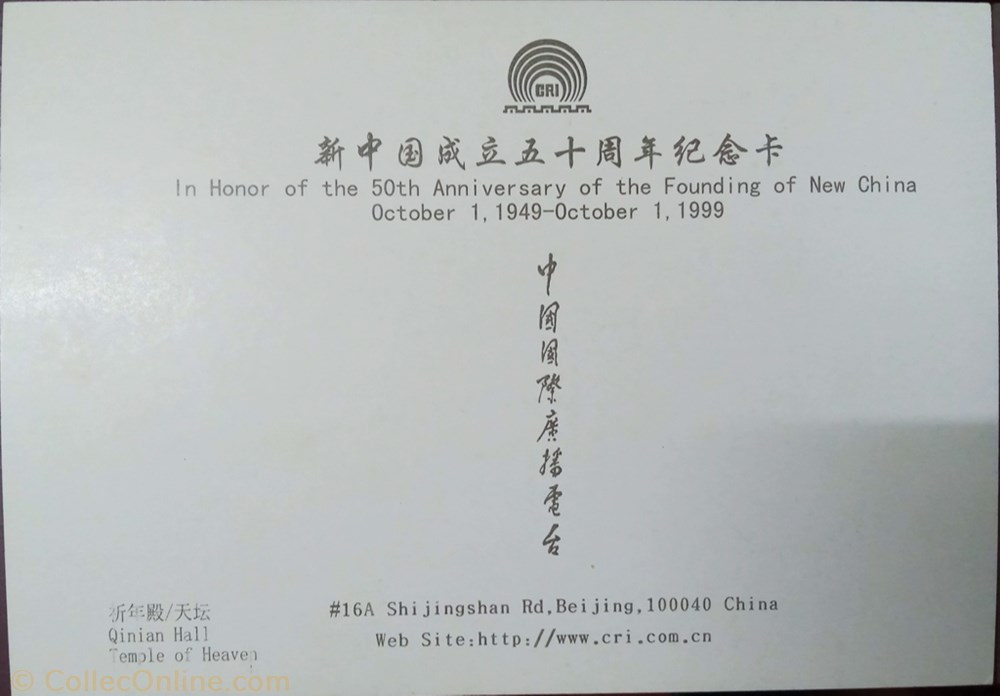 CRI
新中国成立五十周年纪念卡
In Honor of the 50th Anniversary of the Founding of New China
October 1,1949-October 1,1999
中國國際廣播電台
祈年殿/天坛
Qinian Hall
Temple of Heaven
#16A Shijingshan Rd,Beijing,100040 China
Web Site:http://www.cri.com.cn
© CollecOnline.com